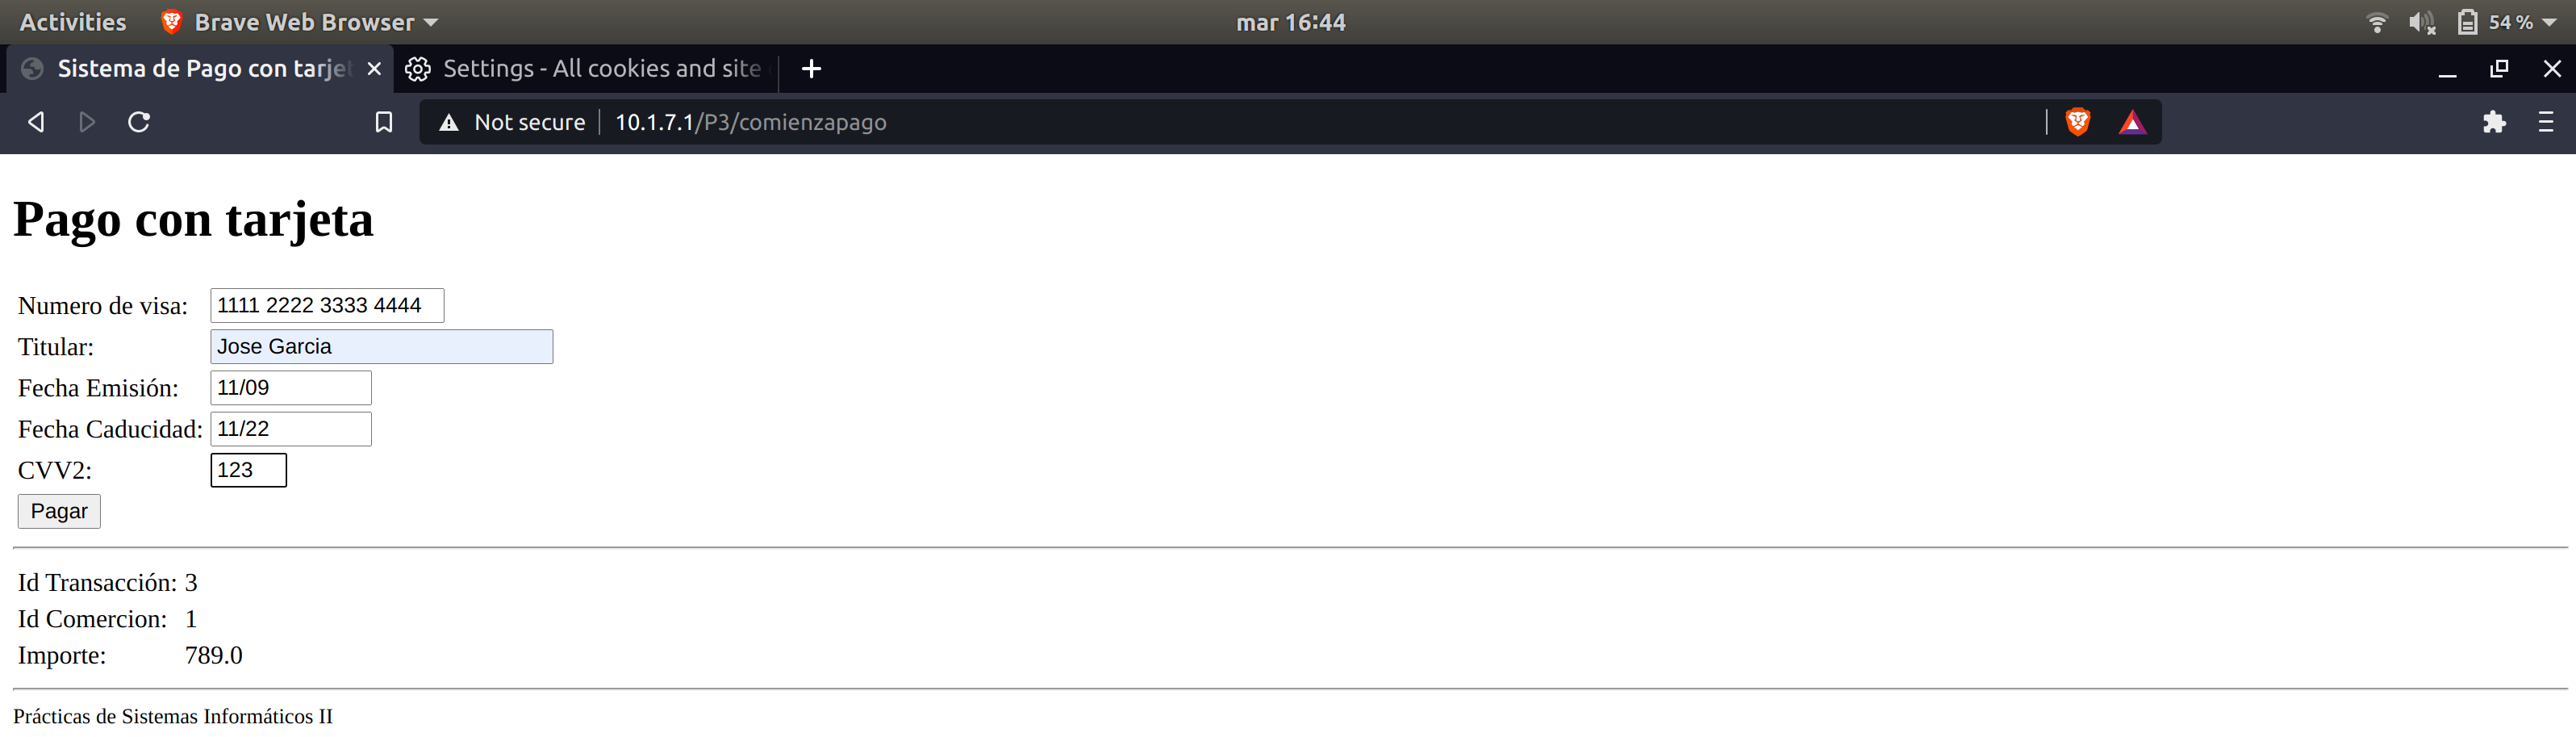 Activities Brave Web Browser mar 16:44 54 %
Sistema de Pago con tarjet Settings - All cookies and site
Not secure 10.1.7.1/P3/comienzapago
Pago con tarjeta
Numero de visa: 1111 2222 3333 4444
Titular: Jose Garcia
Fecha Emisión: 11/09
Fecha Caducidad: 11/22
CVV2: 123
Pagar
Id Transacción: 3
Id Comercion: 1
Importe: 789.0
Prácticas de Sistemas Informáticos II